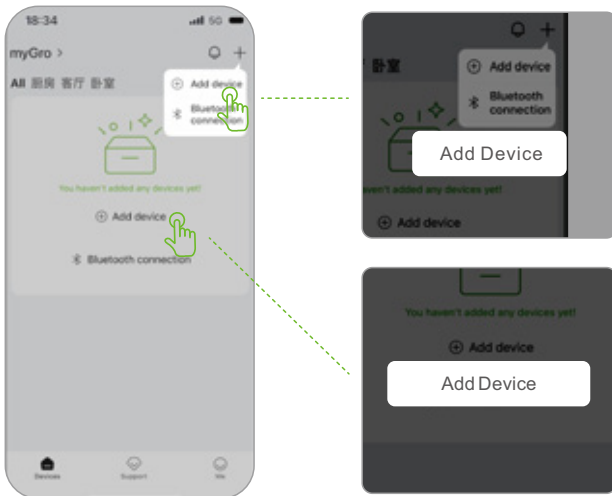 18:34
5G
myGro >
All 厨房 客厅 卧室
Add device
Bluetooth
connection
You haven't added any devices yet!
Add device
Bluetooth connection
Devices
Support
Me
卧室
Add device
Bluetooth
connection
Add Device
even't added any devices yet!
Add device
You haven't added any devices yet!
Add device
Add Device